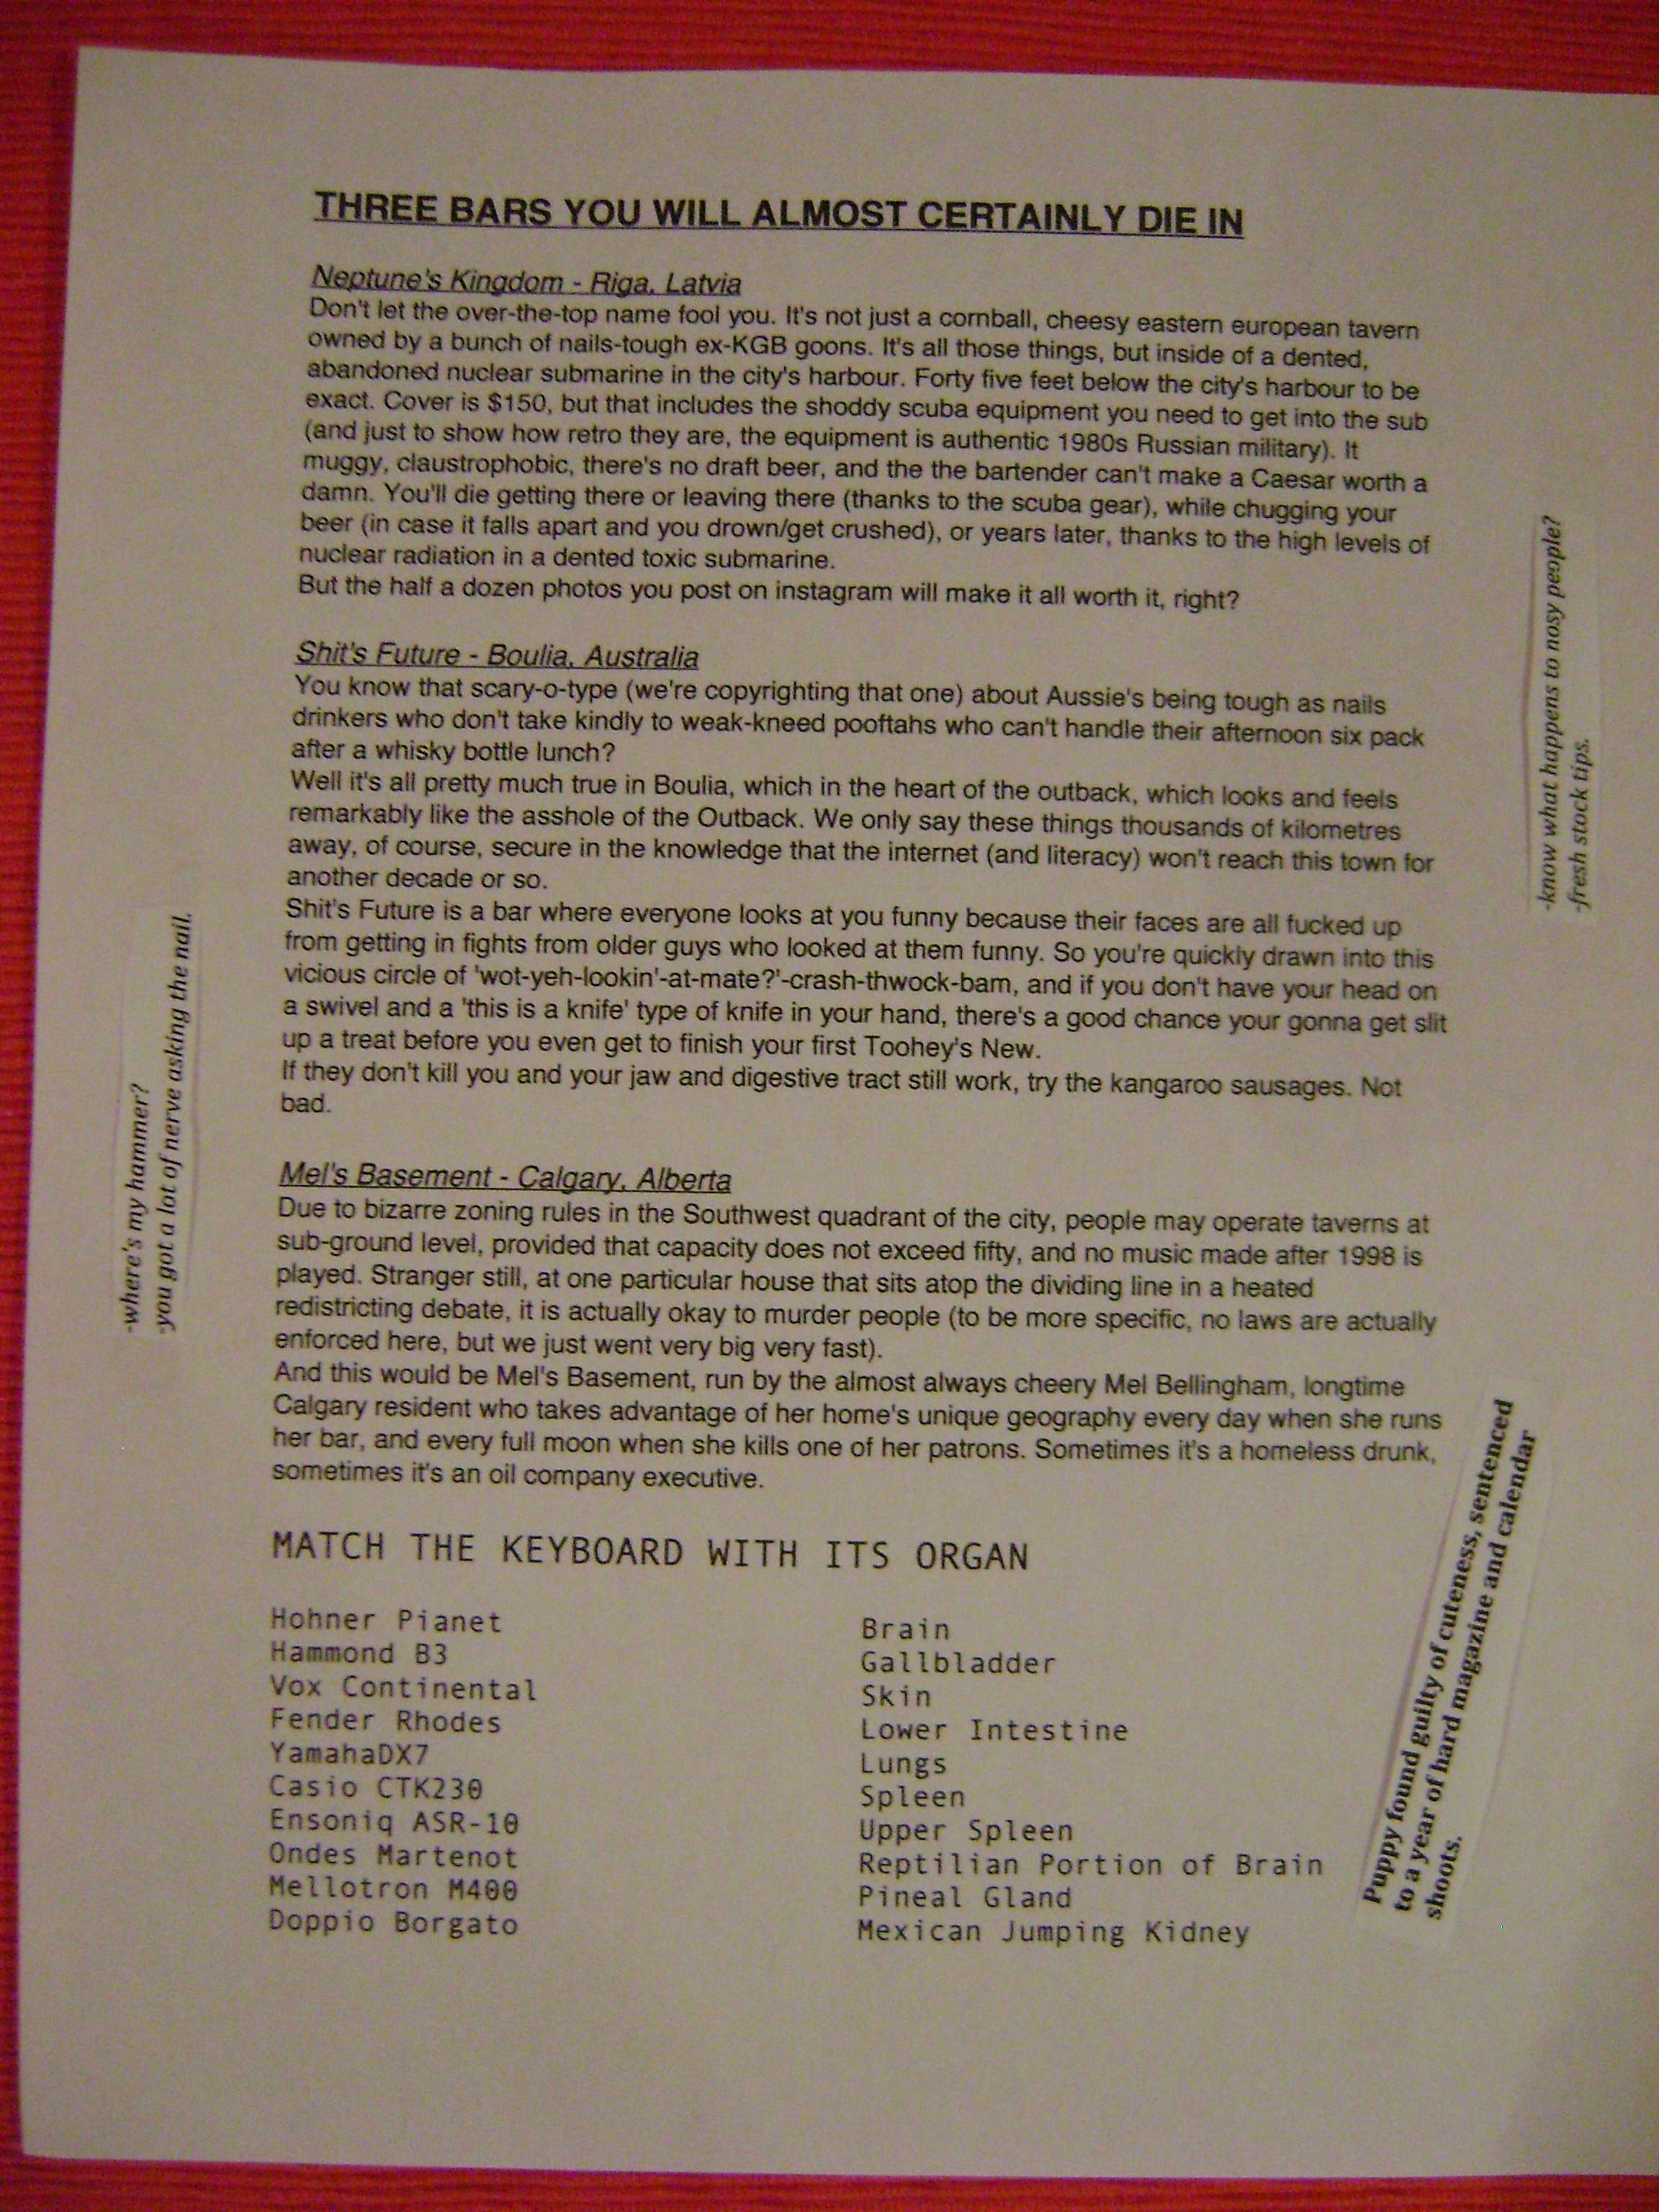 THREE BARS YOU WILL ALMOST CERTAINLY DIE IN
Neptune's Kingdom - Riga, Latvia
Don't let the over-the-top name fool you. It's not just a cornball, cheesy eastern european tavern
owned by a bunch of nails-tough ex-KGB goons. It's all those things, but inside of a dented,
abandoned nuclear submarine in the city's harbour. Forty five feet below the city's harbour to be
exact. Cover is $150, but that includes the shoddy scuba equipment you need to get into the sub
(and just to show how retro they are, the equipment is authentic 1980s Russian military). It
muggy, claustrophobic, there's no draft beer, and the the bartender can't make a Caesar worth a
damn. You'll die getting there or leaving there (thanks to the scuba gear), while chugging your
beer (in case it falls apart and you drown/get crushed), or years later, thanks to the high levels of
nuclear radiation in a dented toxic submarine.
But the half a dozen photos you post on instagram will make it all worth it, right?
Shit's Future - Boulia, Australia
You know that scary-o-type (we're copyrighting that one) about Aussie's being tough as nails
drinkers who don't take kindly to weak-kneed pooftahs who can't handle their afternoon six pack
after a whisky bottle lunch?
Well it's all pretty much true in Boulia, which in the heart of the outback, which looks and feels
remarkably like the asshole of the Outback. We only say these things thousands of kilometres
away, of course, secure in the knowledge that the internet (and literacy) won't reach this town for
another decade or so.
Shit's Future is a bar where everyone looks at you funny because their faces are all fucked up
from getting in fights from older guys who looked at them funny. So you're quickly drawn into this
vicious circle of 'wot-yeh-lookin'-at-mate?'-crash-thwock-bam, and if you don't have your head on
a swivel and a 'this is a knife' type of knife in your hand, there's a good chance your gonna get slit
up a treat before you even get to finish your first Toohey's New.
If they don't kill you and your jaw and digestive tract still work, try the kangaroo sausages. Not
bad.
Mel's Basement - Calgary, Alberta
Due to bizarre zoning rules in the Southwest quadrant of the city, people may operate taverns at
sub-ground level, provided that capacity does not exceed fifty, and no music made after 1998 is
played. Stranger still, at one particular house that sits atop the dividing line in a heated
redistricting debate, it is actually okay to murder people (to be more specific, no laws are actually
enforced here, but we just went very big very fast).
And this would be Mel's Basement, run by the almost always cheery Mel Bellingham, longtime
Calgary resident who takes advantage of her home's unique geography every day when she runs
her bar, and every full moon when she kills one of her patrons. Sometimes it's a homeless drunk,
sometimes it's an oil company executive.
MATCH THE KEYBOARD WITH ITS ORGAN
Hohner Pianet
Hammond B3
Vox Continental
Fender Rhodes
YamahaDX7
Casio CTK230
Ensoniq ASR-10
Ondes Martenot
Mellotron M400
Doppio Borgato
Brain
Gallbladder
Skin
Lower Intestine
Lungs
Spleen
Upper Spleen
Reptilian Portion of Brain
Pineal Gland
Mexican Jumping Kidney
-where's my hammer?
-you got a lot of nerve asking the nail.
-know what happens to nosy people?
-fresh stock tips.
Puppy found guilty of cuteness, sentenced
to a year of hard magazine and calendar
shoots.